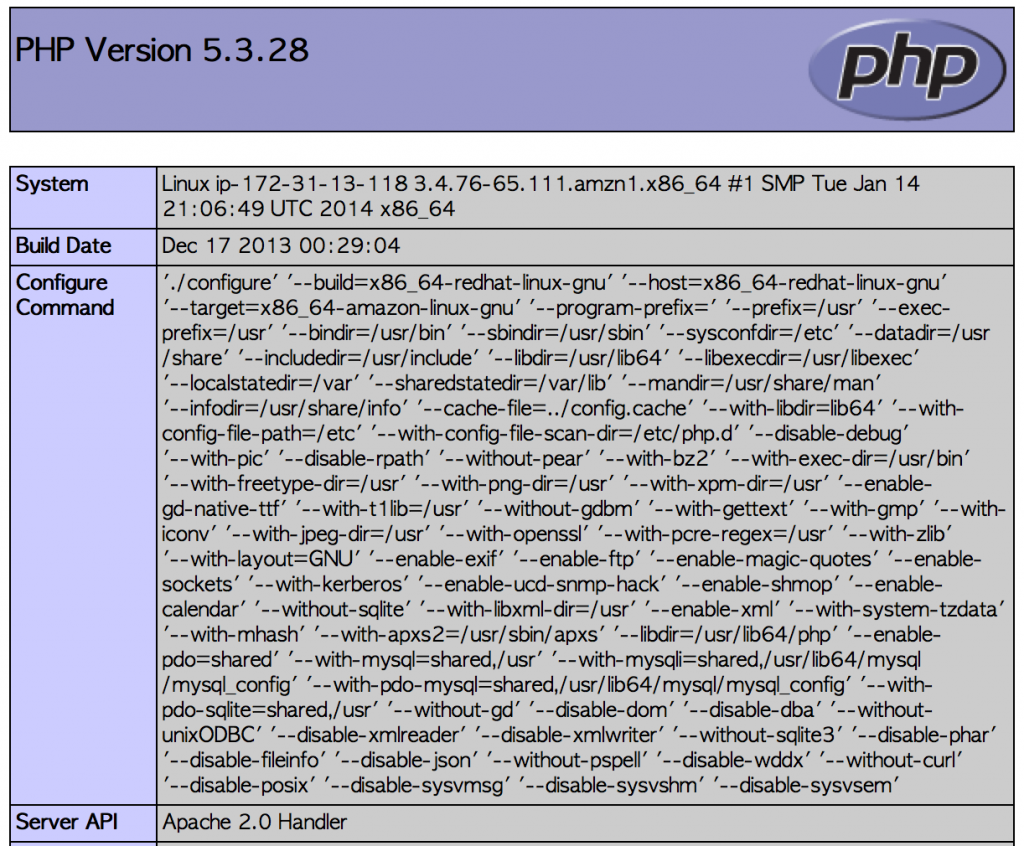 PHP Version 5.3.28
php
System
Linux ip-172-31-13-118 3.4.76-65.111.amzn1.x86_64 #1 SMP Tue Jan 14
21:06:49 UTC 2014 x86_64
Build Date
Dec 17 2013 00:29:04
Configure
Command
'./configure' '--build=x86_64-redhat-linux-gnu' '--host=x86_64-redhat-linux-gnu'
'--target=x86_64-amazon-linux-gnu' '--program-prefix=' '--prefix=/usr' '--exec-
prefix=/usr' '--bindir=/usr/bin' '--sbindir=/usr/sbin' '--sysconfdir=/etc' '--datadir=/usr
/share' '--includedir=/usr/include' '--libdir=/usr/lib64' '--libexecdir=/usr/libexec'
'--localstatedir=/var' '--sharedstatedir=/var/lib' '--mandir=/usr/share/man'
'--infodir=/usr/share/info' '--cache-file=../config.cache' '--with-libdir=lib64' '--with-
config-file-path=/etc' '--with-config-file-scan-dir=/etc/php.d' '--disable-debug'
'--with-pic' '--disable-rpath' '--without-pear' '--with-bz2' '--with-exec-dir=/usr/bin'
'--with-freetype-dir=/usr' '--with-png-dir=/usr' '--with-xpm-dir=/usr' '--enable-
gd-native-ttf' '--with-t1lib=/usr' '--without-gdbm' '--with-gettext' '--with-gmp' '--with-
iconv' '--with-jpeg-dir=/usr' '--with-openssl' '--with-pcre-regex=/usr' '--with-zlib'
'--with-layout=GNU' '--enable-exif' '--enable-ftp' '--enable-magic-quotes' '--enable-
sockets' '--with-kerberos' '--enable-ucd-snmp-hack' '--enable-shmop' '--enable-
calendar' '--without-sqlite' '--with-libxml-dir=/usr' '--enable-xml' '--with-system-tzdata'
'--with-mhash' '--with-apxs2=/usr/sbin/apxs' '--libdir=/usr/lib64/php' '--enable-
pdo=shared' '--with-mysql=shared,/usr' '--with-mysqli=shared,/usr/lib64/mysql
/mysql_config' '--with-pdo-mysql=shared,/usr/lib64/mysql/mysql_config' '--with-
pdo-sqlite=shared,/usr' '--without-gd' '--disable-dom' '--disable-dba' '--without-
unixODBC' '--disable-xmlreader' '--disable-xmlwriter' '--without-sqlite3' '--disable-phar'
'--disable-fileinfo' '--disable-json' '--without-pspell' '--disable-wddx' '--without-curl'
'--disable-posix' '--disable-sysvmsg' '--disable-sysvshm' '--disable-sysvsem'
Server API
Apache 2.0 Handler